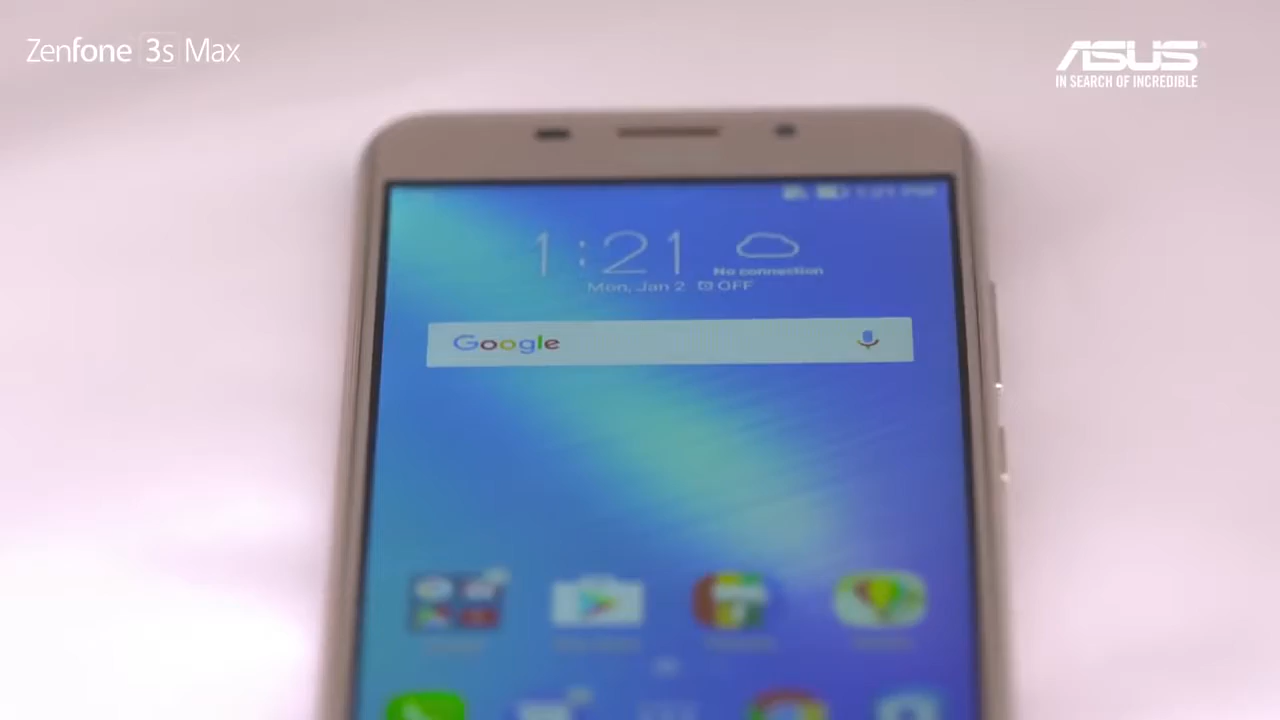 Zenfone 3s Max
ASUS
IN SEARCH OF INCREDIBLE
1:21
No connection
Mon, Jan 2 OFF
Google